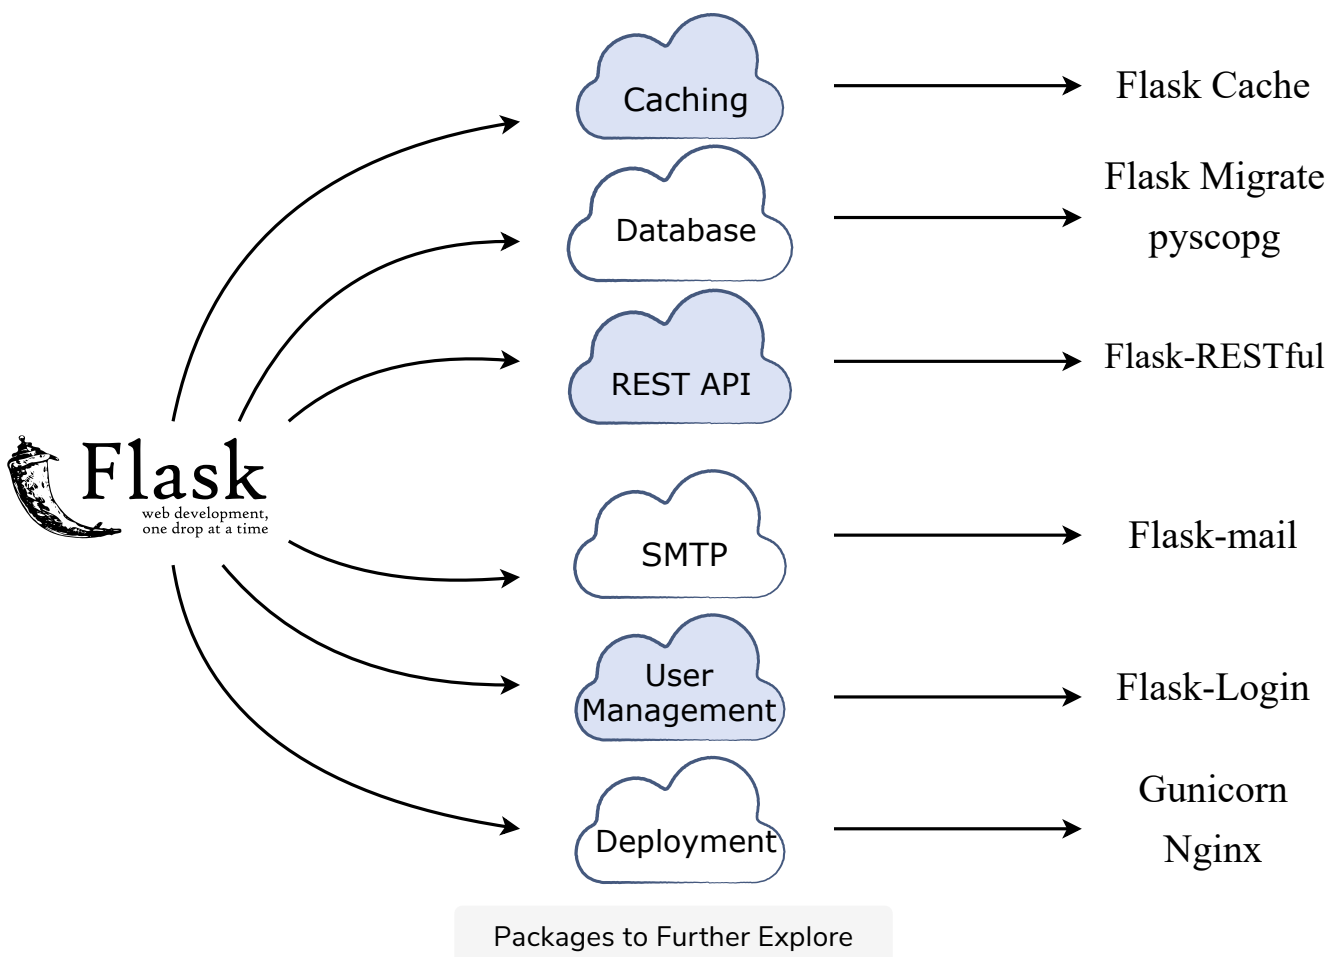 Caching
Flask Cache
Database
Flask Migrate
pyscopg
REST API
Flask-RESTful
Flask
web development,
one drop at a time
SMTP
Flask-mail
User
Management
Flask-Login
Deployment
Gunicorn
Nginx
Packages to Further Explore